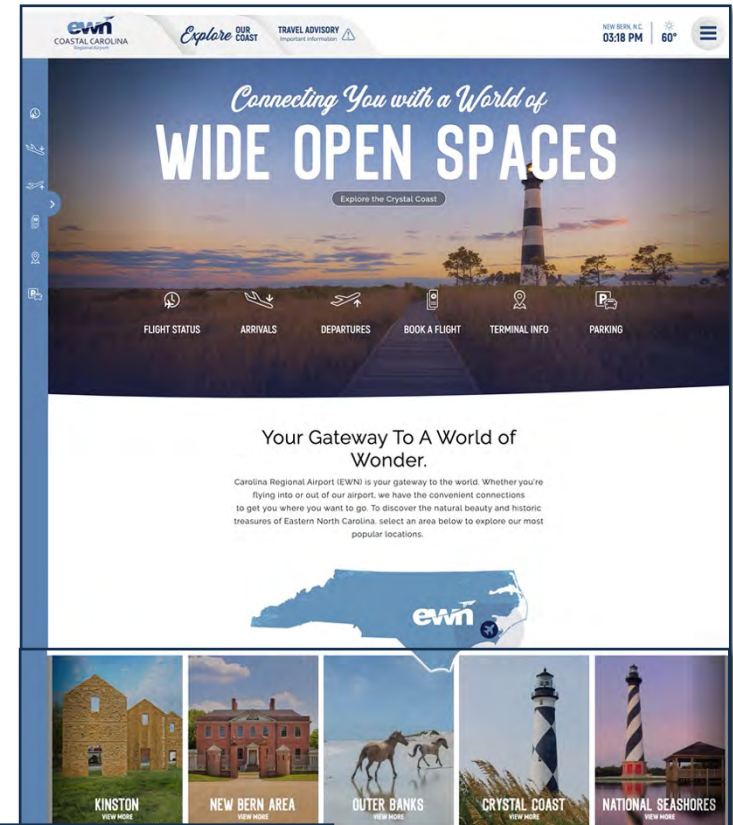 ewn
COASTAL CAROLINA
Regional Airport
Explore OUR COAST
TRAVEL ADVISORY
Important Information
NEW BERN, N.C.
03:18 PM
60°
Connecting You with a World of
WIDE OPEN SPACES
Explore the Crystal Coast
FLIGHT STATUS
ARRIVALS
DEPARTURES
BOOK A FLIGHT
TERMINAL INFO
P
PARKING
Your Gateway To A World of
Wonder.
Carolina Regional Airport (EWN) is your gateway to the world. Whether you're
flying into or out of our airport, we have the convenient connections
to get you where you want to go. To discover the natural beauty and historic
treasures of Eastern North Carolina, select an area below to explore our most
popular locations.
ewn
KINSTON
VIEW MORE
NEW BERN AREA
VIEW MORE
OUTER BANKS
VIEW MORE
CRYSTAL COAST
VIEW MORE
NATIONAL SEASHORES
VIEW MORE